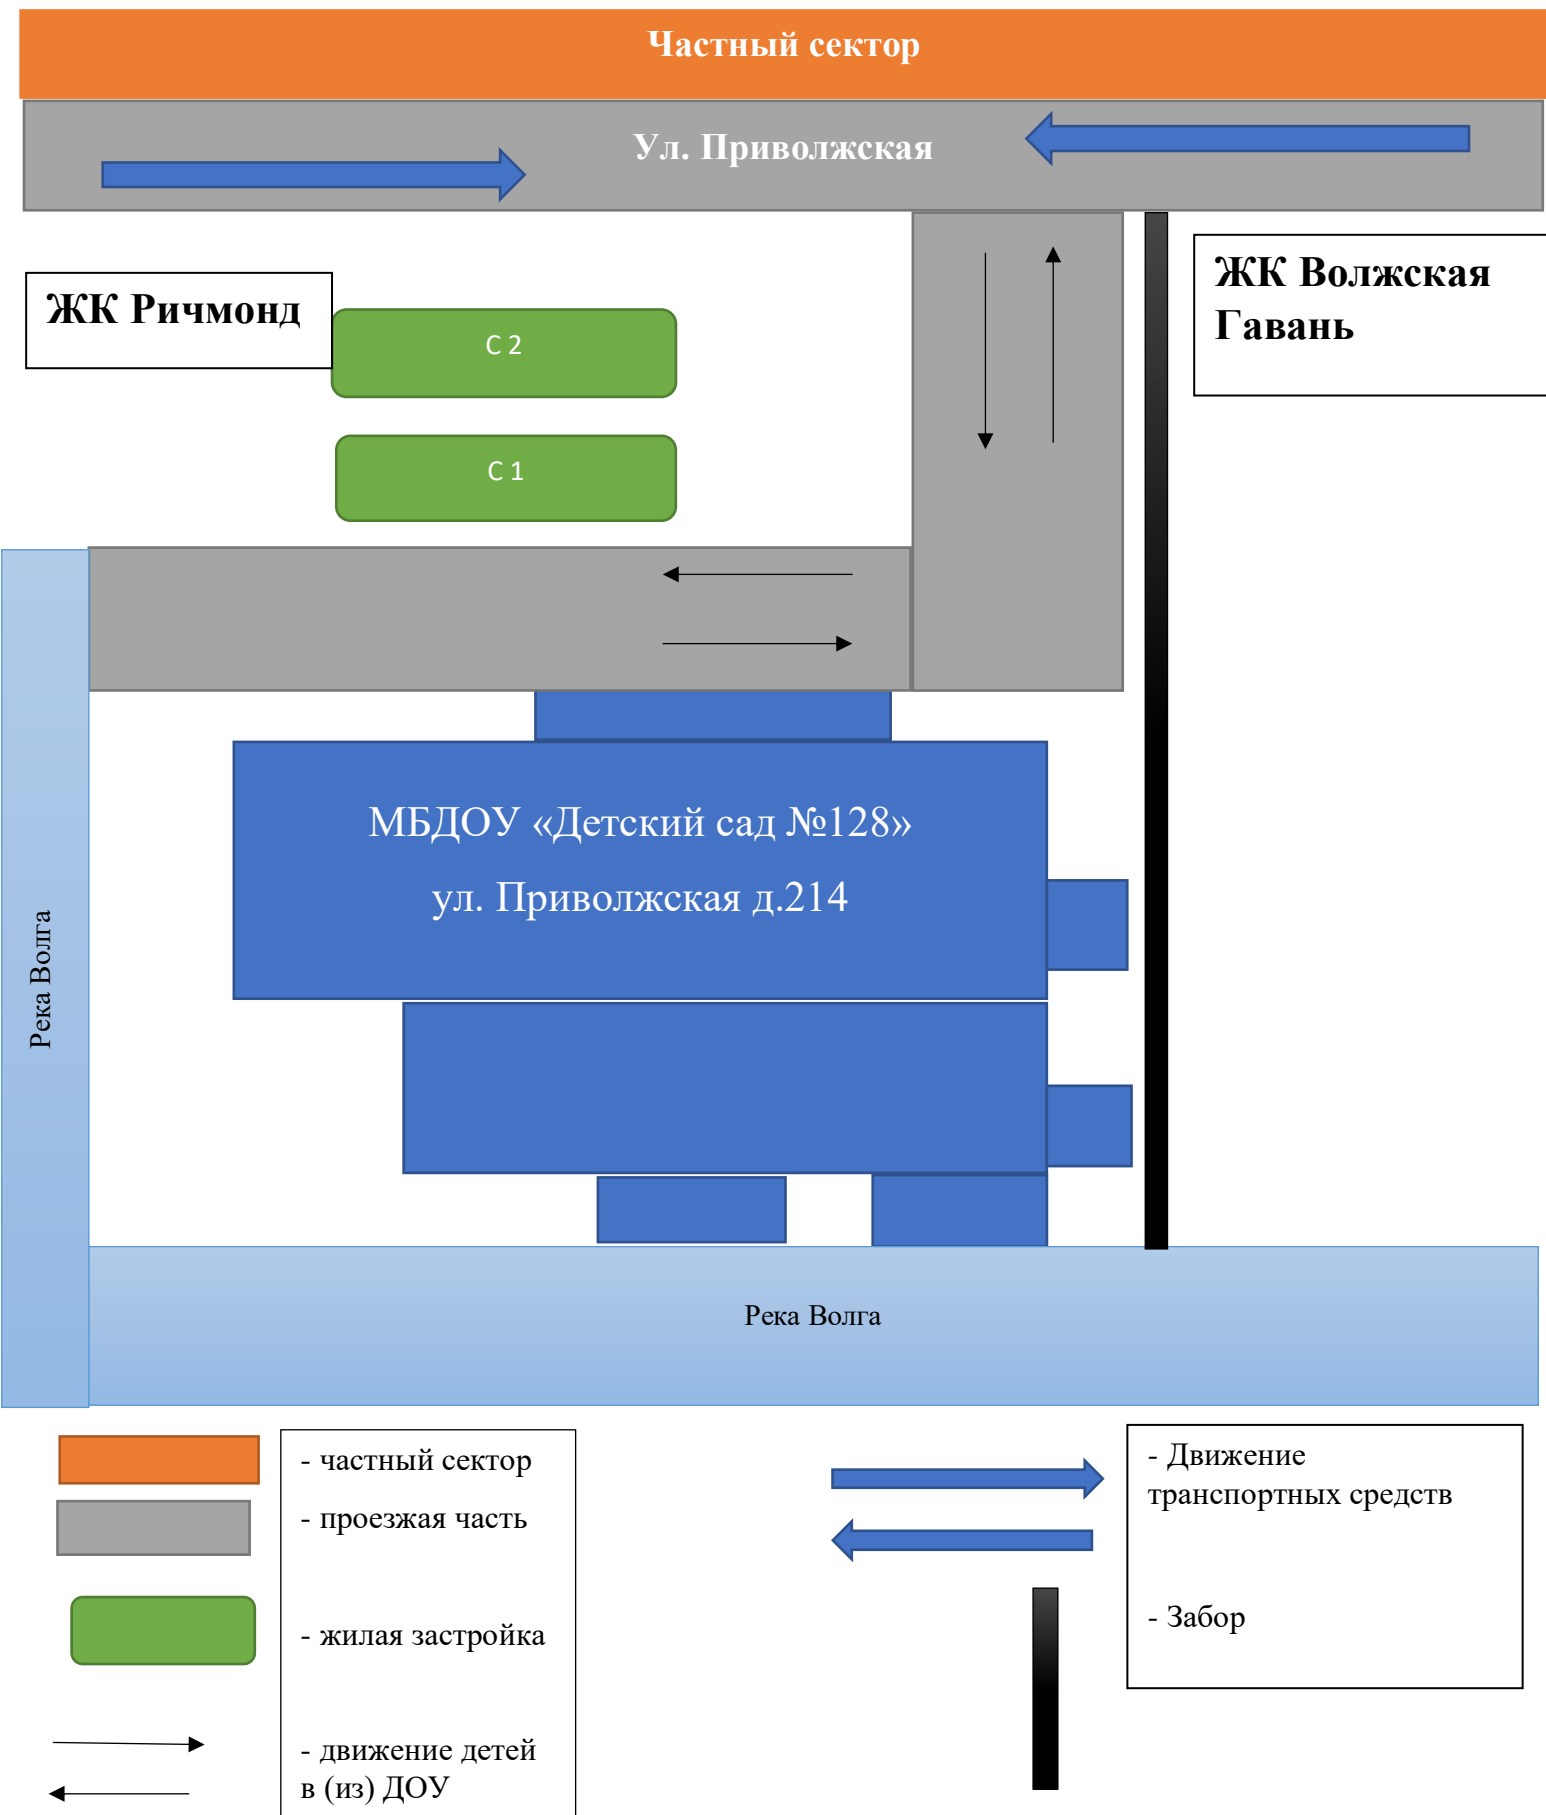 Частный сектор
Ул. Приволжская
ЖК Ричмонд
ЖК Волжская
Гавань
С 2
С 1
МБДОУ «Детский сад №128»
ул. Приволжская д.214
Река Волга
Река Волга
- частный сектор
- проезжая часть
- жилая застройка
- движение детей
в (из) ДОУ
- Движение
транспортных средств
- Забор